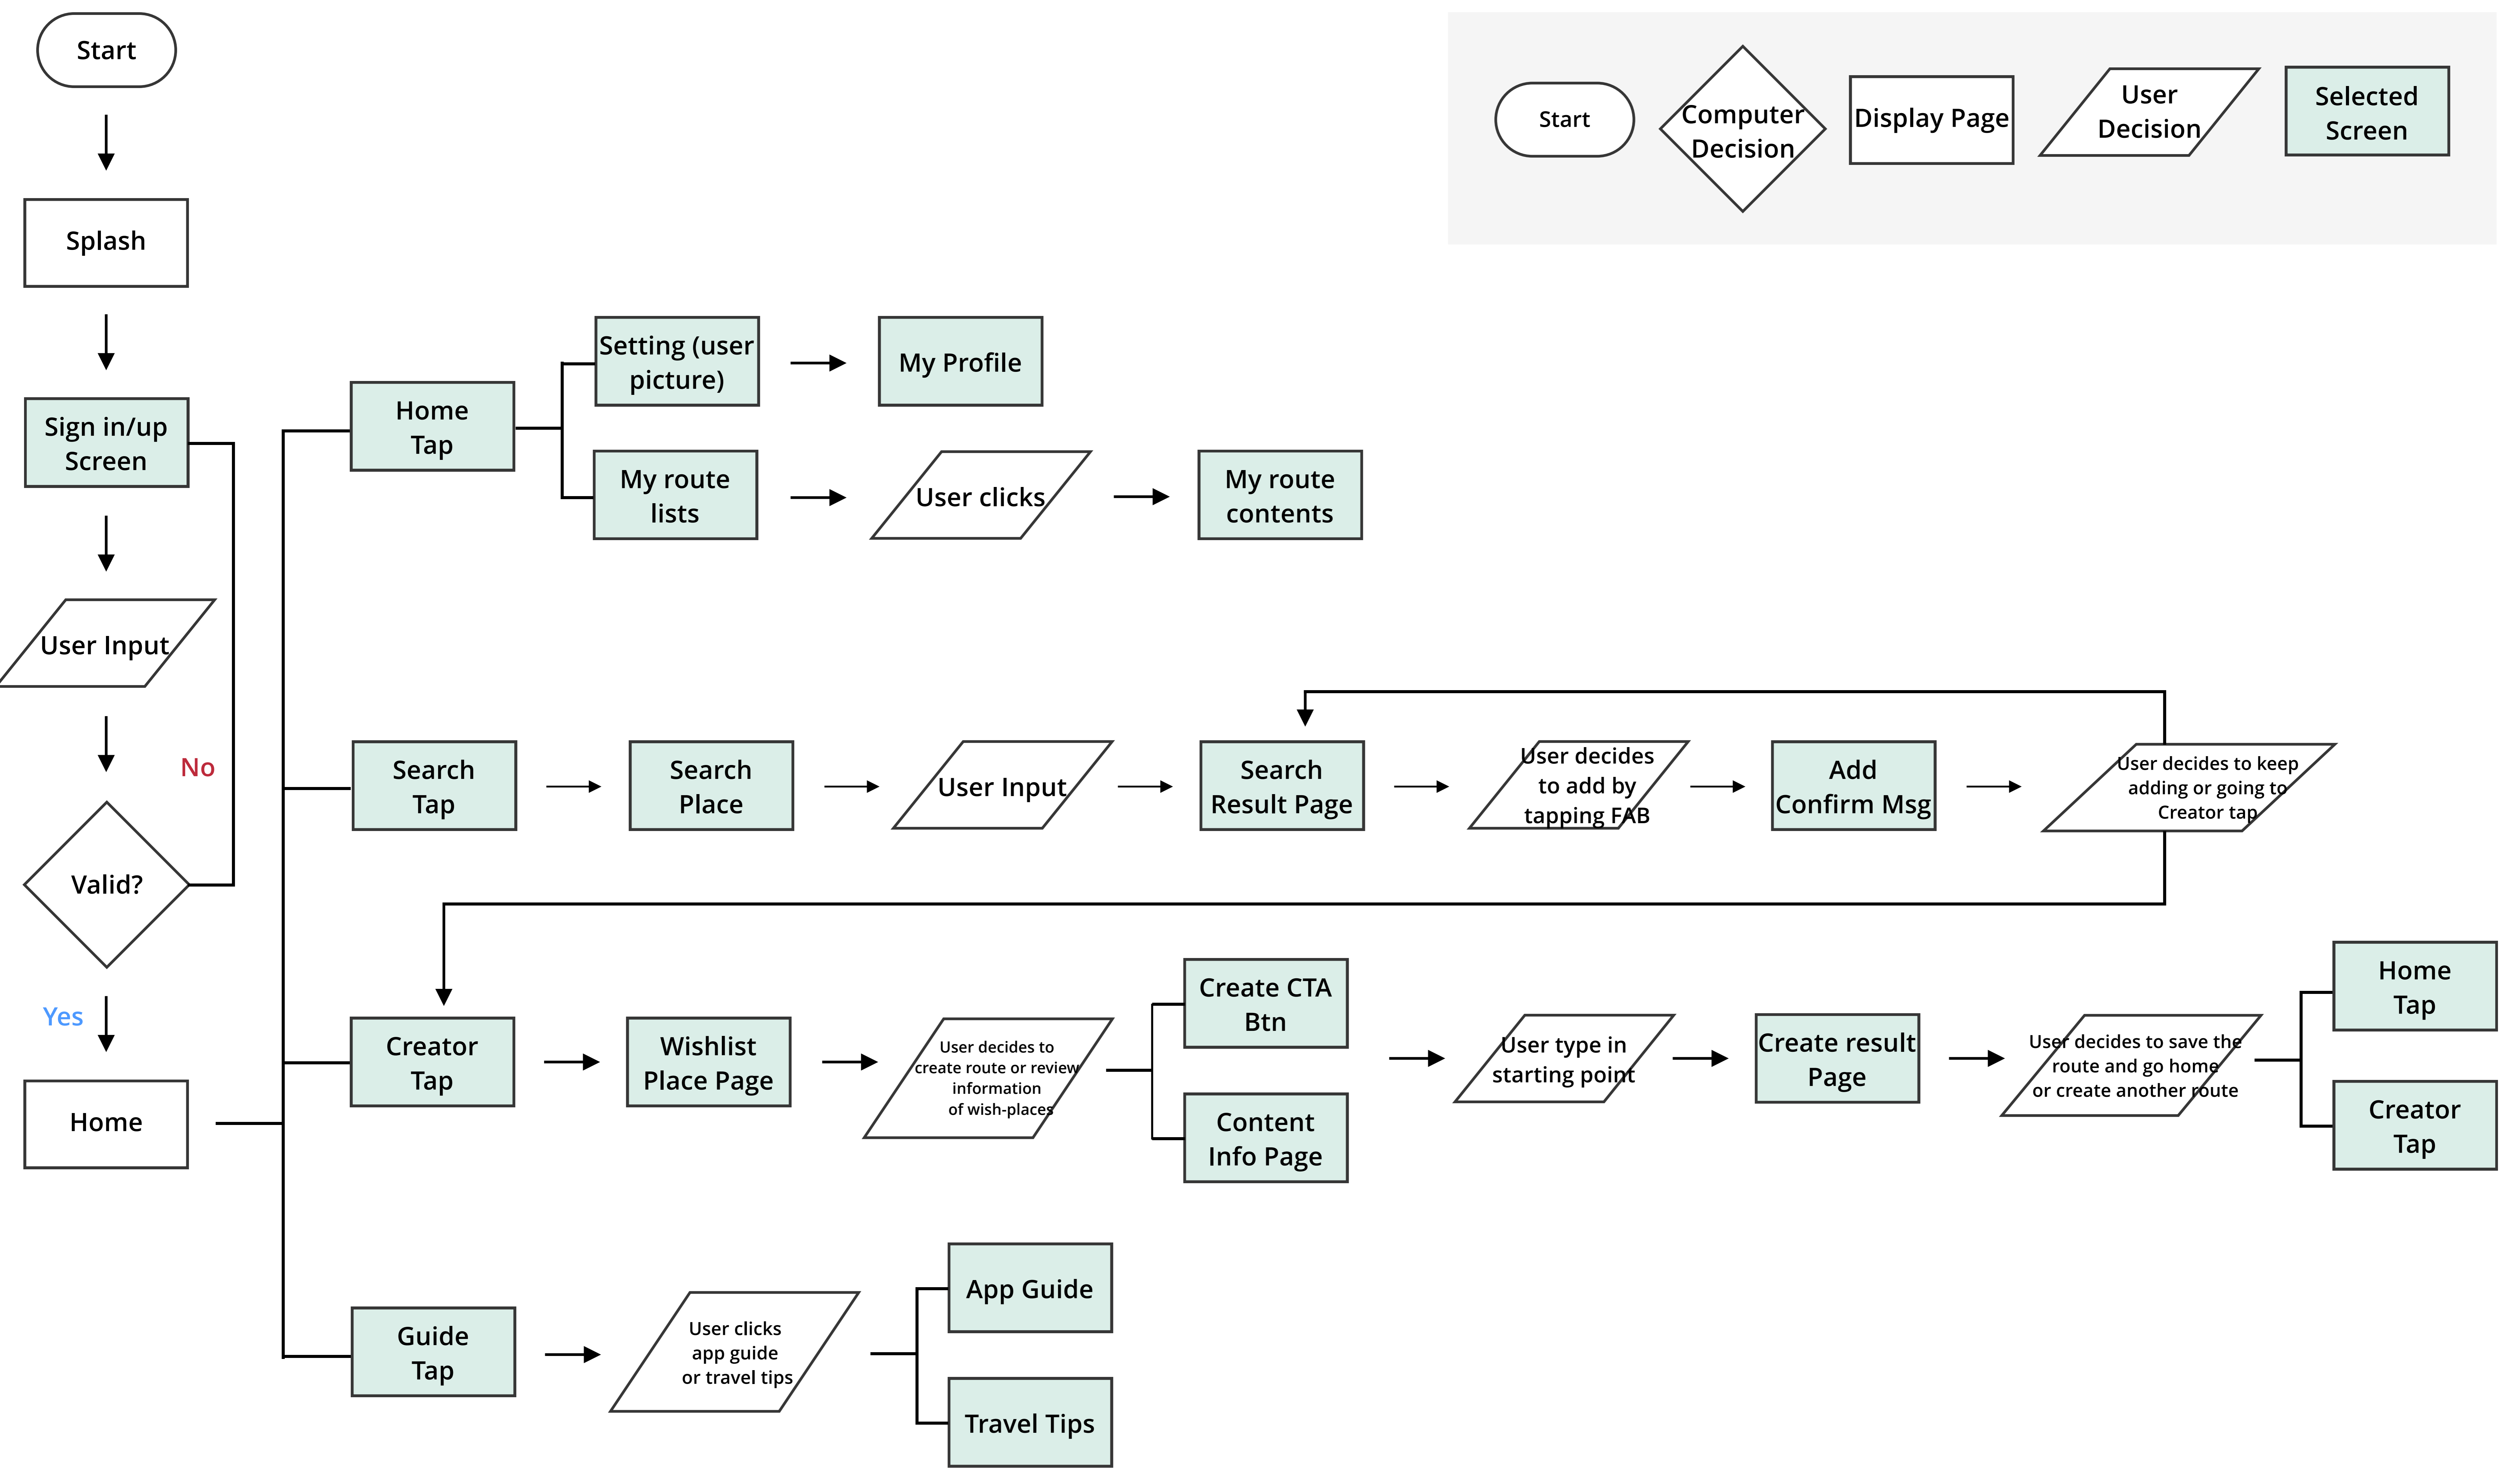 Start
Start
Computer
Decision
Display Page
User
Decision
Selected
Screen
Splash
Sign in/up
Screen
User Input
No
Valid?
Yes
Home
Home
Tap
Setting (user
picture)
My Profile
My route
lists
User clicks
My route
contents
Search
Tap
Search
Place
User Input
Search
Result Page
User decides
to add by
tapping FAB
Add
Confirm Msg
User decides to keep
adding or going to
Creator tap
Creator
Tap
Wishlist
Place Page
User decides to
create route or review
information
of wish-places
Create CTA
Btn
Content
Info Page
User type in
starting point
Create result
Page
User decides to save the
route and go home
or create another route
Home
Tap
Creator
Tap
Guide
Tap
User clicks
app guide
or travel tips
App Guide
Travel Tips